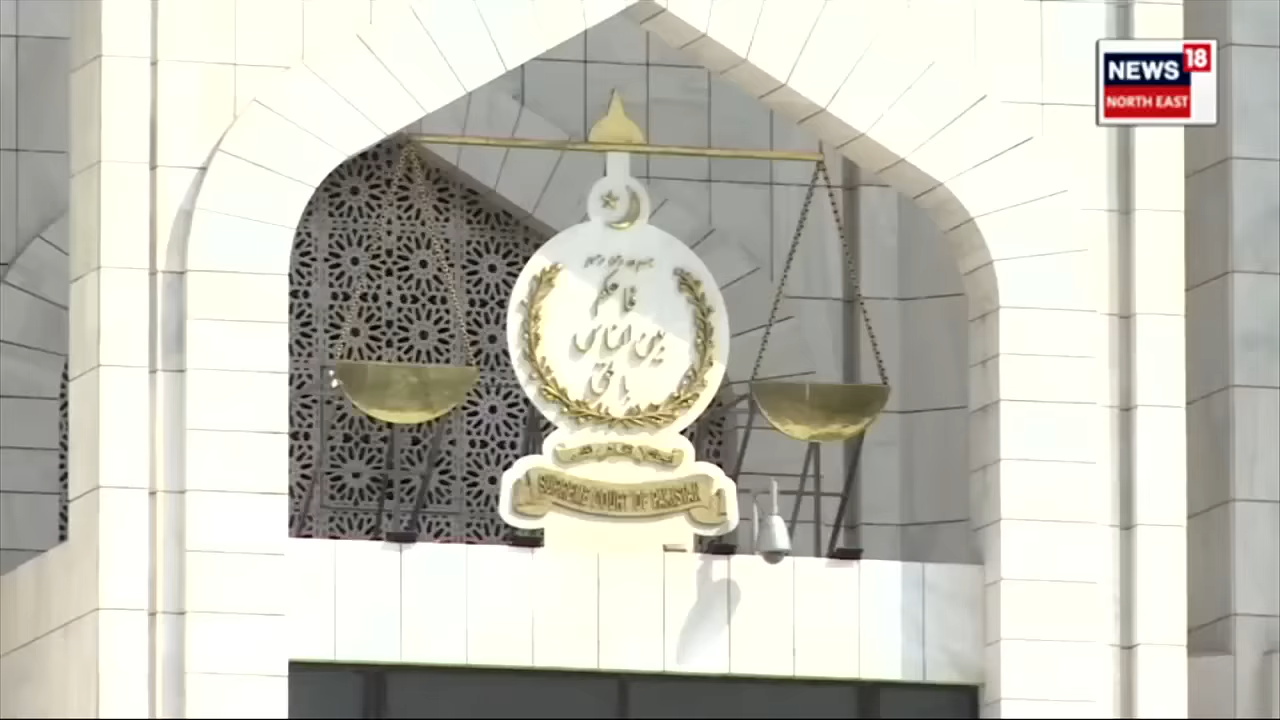 NEWS 18
NORTH EAST
فاحکم
بین الناس
بالحق
SUPREME COURT OF PAKISTAN